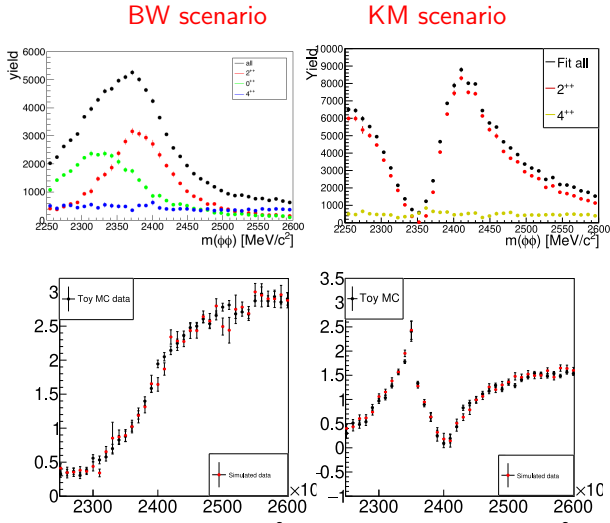 BW scenario
KM scenario
yield
6000
5000
4000
3000
2000
1000
0
all
2⁺⁺
0⁺⁺
4⁺⁺
2250 2300 2350 2400 2450 2500 2550 2600
m(ϕϕ) [MeV/c²]
Yield
10000
9000
8000
7000
6000
5000
4000
3000
2000
1000
0
Fit all
2⁺⁺
4⁺⁺
2250 2300 2350 2400 2450 2500 2550 2600
m(ϕϕ) [MeV/c²]
3
2.5
2
1.5
1
0.5
0
Toy MC data
Simulated data
×10
2300 2400 2500 2600
3.5
3
2.5
2
1.5
1
0.5
0
−0.5
−1
Toy MC
Simulated data
×10
2300 2400 2500 2600